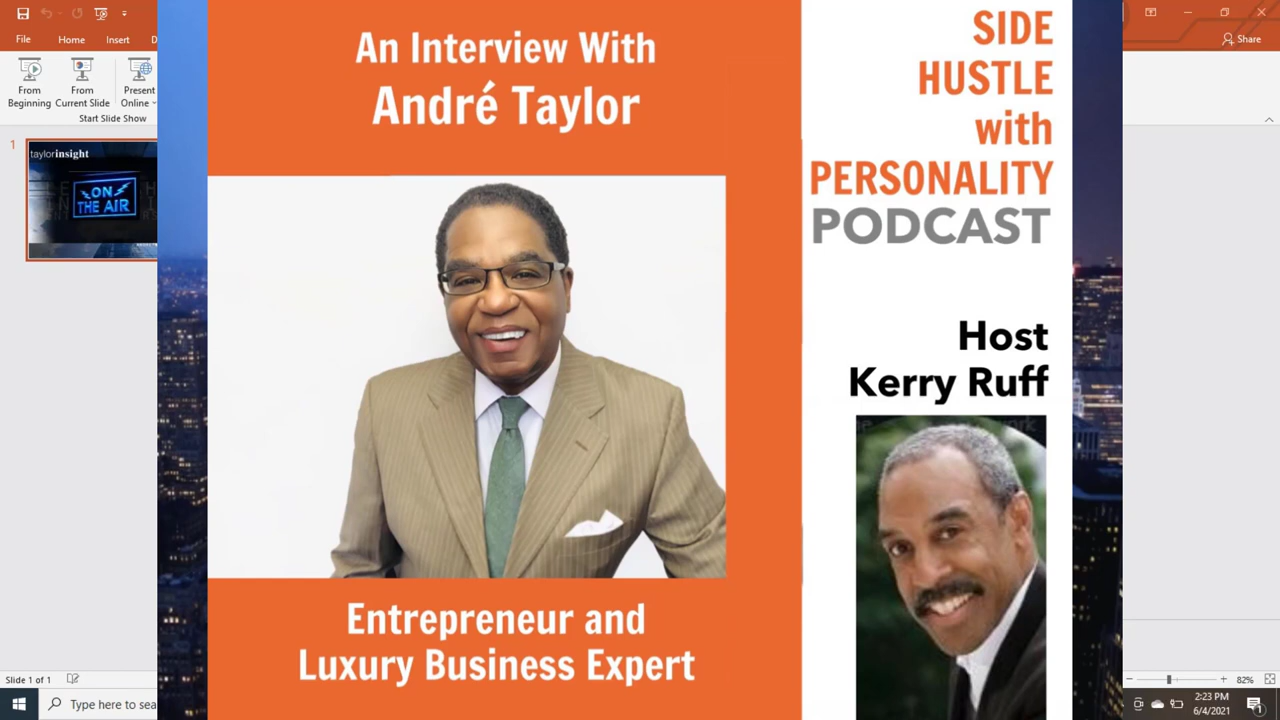 File
Home
Insert
Share
From
Beginning
From
Current Slide
Present
Online
Start Slide Show
1
taylorinsight
ON
THE AIR
An Interview With
André Taylor
Entrepreneur and
Luxury Business Expert
SIDE
HUSTLE
with
PERSONALITY
PODCAST
Host
Kerry Ruff
Slide 1 of 1
82%
Type here to sea
2:23 PM
6/4/2021